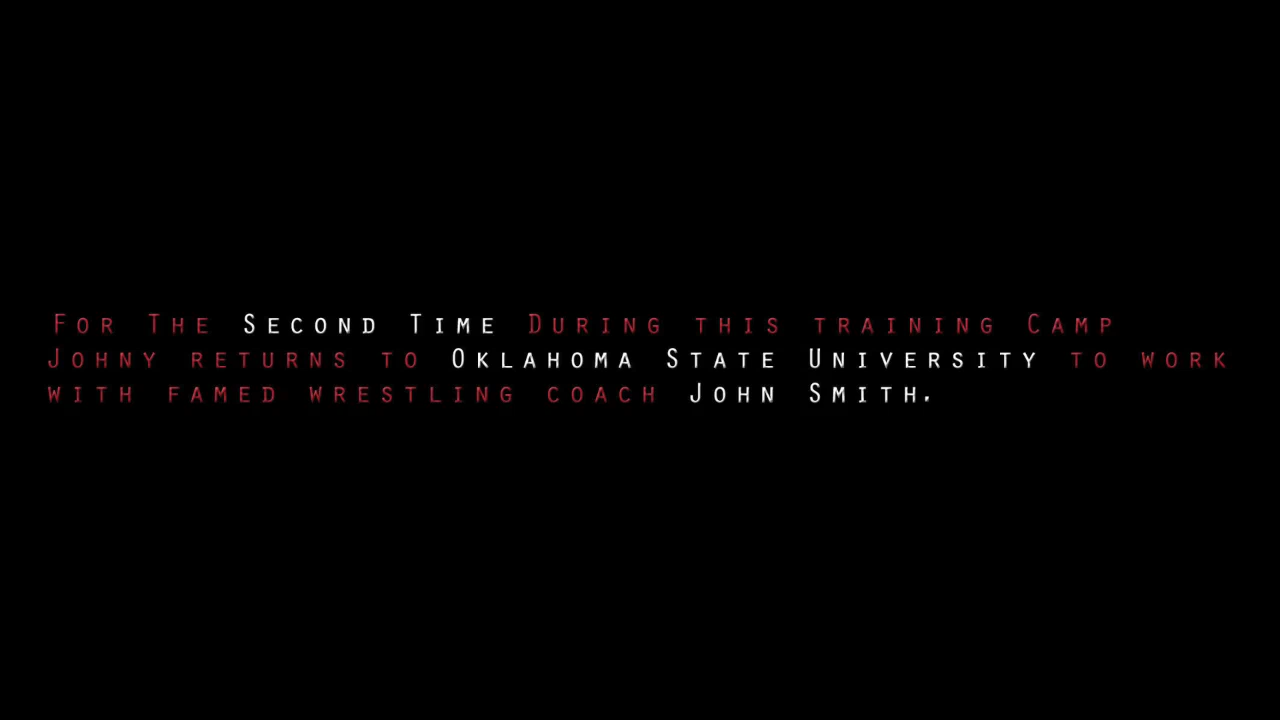 For The Second Time During this training Camp
Johny returns to Oklahoma State University to work
with famed wrestling coach John Smith.